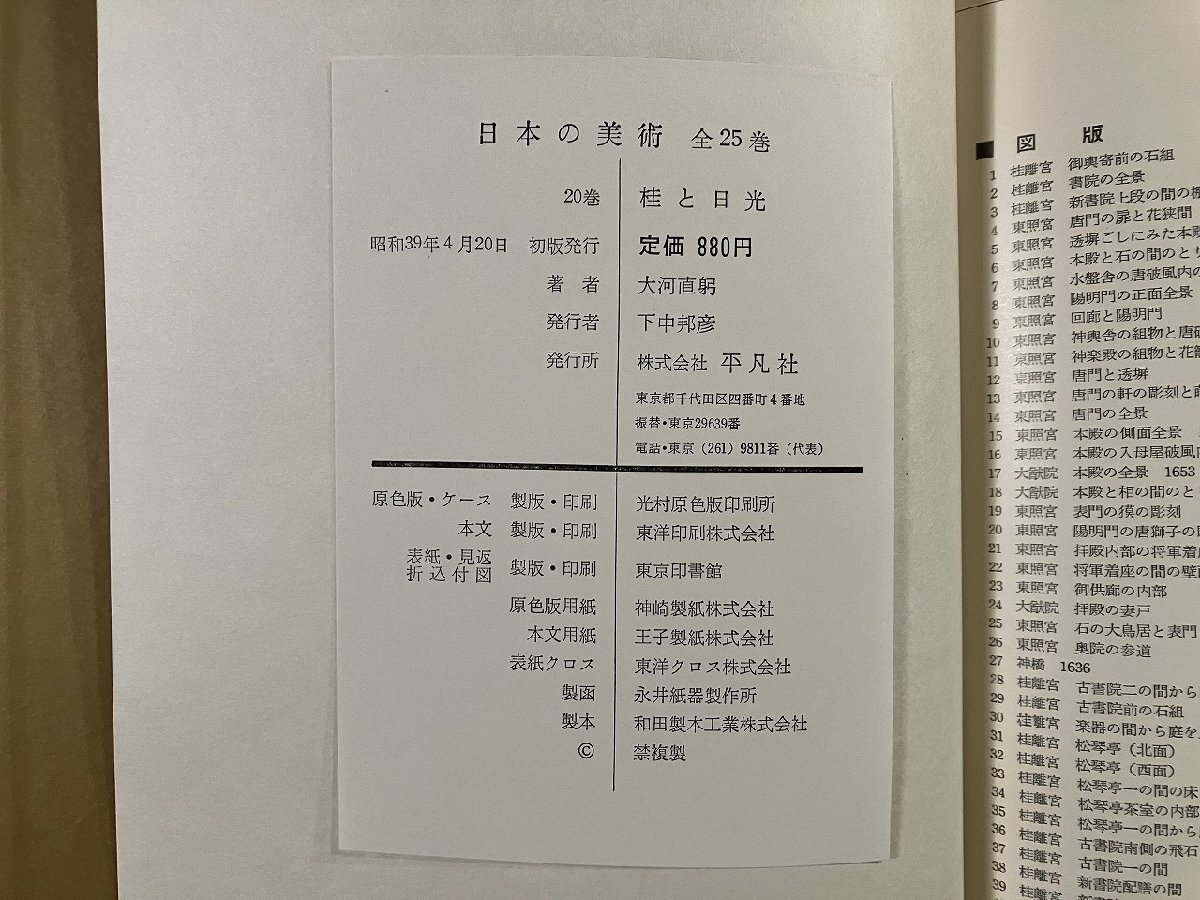 日本の美術 全25巻
20巻 桂と日光
昭和39年4月20日 初版発行 定価 880円
著者 大河直躬
発行者 下中邦彦
発行所 株式会社 平凡社
東京都千代田区四番町4番地
振替・東京29639番
電話・東京 (261) 9811番 (代表)
原色版・ケース 製版・印刷 光村原色版印刷所
本文 製版・印刷 東洋印刷株式会社
表紙・見返
折込付図 製版・印刷 東京印書館
原色版用紙 神崎製紙株式会社
本文用紙 王子製紙株式会社
表紙クロス 東洋クロス株式会社
製函 永井紙器製作所
製本 和田製本工業株式会社
© 禁複製
■ 図版
1 桂離宮 御輿寄前の石組
2 桂離宮 書院の全景
3 桂離宮 新書院上段の間の棚
4 東照宮 唐門の扉と花狭間
5 東照宮 透塀ごしにみた本殿
6 東照宮 本殿と石の間のとり
7 東照宮 水盤舎の唐破風内の
8 東照宮 陽明門の正面全景
9 東照宮 回廊と陽明門
10 東照宮 神輿舎の組物と唐破
11 東照宮 神楽殿の組物と花
12 東照宮 唐門と透塀
13 東照宮 唐門の軒の彫刻と
14 東照宮 唐門の全景
15 東照宮 本殿の側面全景
16 東照宮 本殿の入母屋破風内
17 大猷院 本殿の全景 1653
18 大猷院 本殿と相の間のと
19 東照宮 表門の獏の彫刻
20 東照宮 陽明門の唐獅子の
21 東照宮 拝殿内部の将軍着
22 東照宮 将軍着座の間の壁
23 東照宮 御供廊の内部
24 大猷院 拝殿の妻戸
25 東照宮 石の大鳥居と表門
26 東照宮 奥院の参道
27 神橋 1636
28 桂離宮 古書院二の間から
29 桂離宮 古書院前の石組
30 桂離宮 楽器の間から庭を
31 桂離宮 松琴亭(北面)
32 桂離宮 松琴亭(西面)
33 桂離宮 松琴亭一の間の床
34 桂離宮 松琴亭茶室の内部
35 桂離宮 松琴亭一の間から
36 桂離宮 古書院南側の飛石
37 桂離宮 古書院一の間
38 桂離宮 新書院配膳の間
39 桂離宮